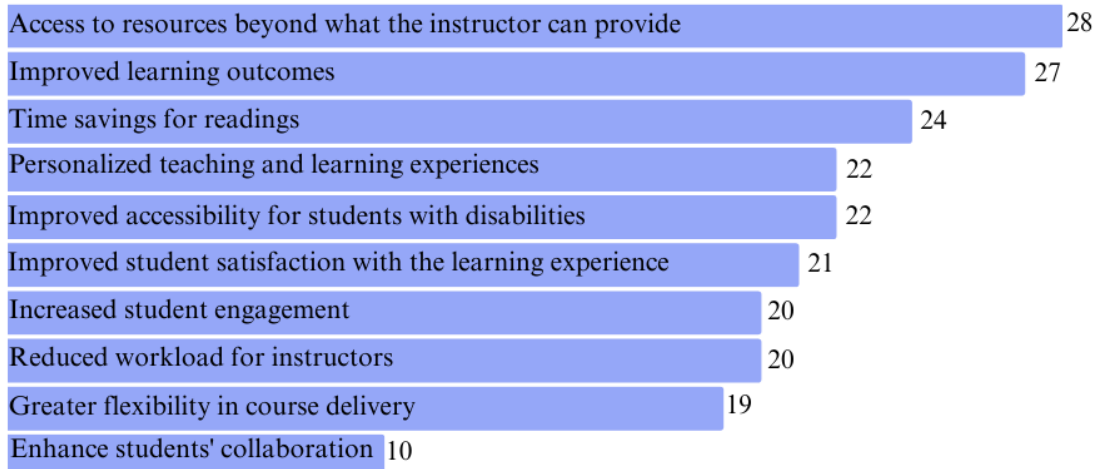 Access to resources beyond what the instructor can provide 28
Improved learning outcomes 27
Time savings for readings 24
Personalized teaching and learning experiences 22
Improved accessibility for students with disabilities 22
Improved student satisfaction with the learning experience 21
Increased student engagement 20
Reduced workload for instructors 20
Greater flexibility in course delivery 19
Enhance students' collaboration 10